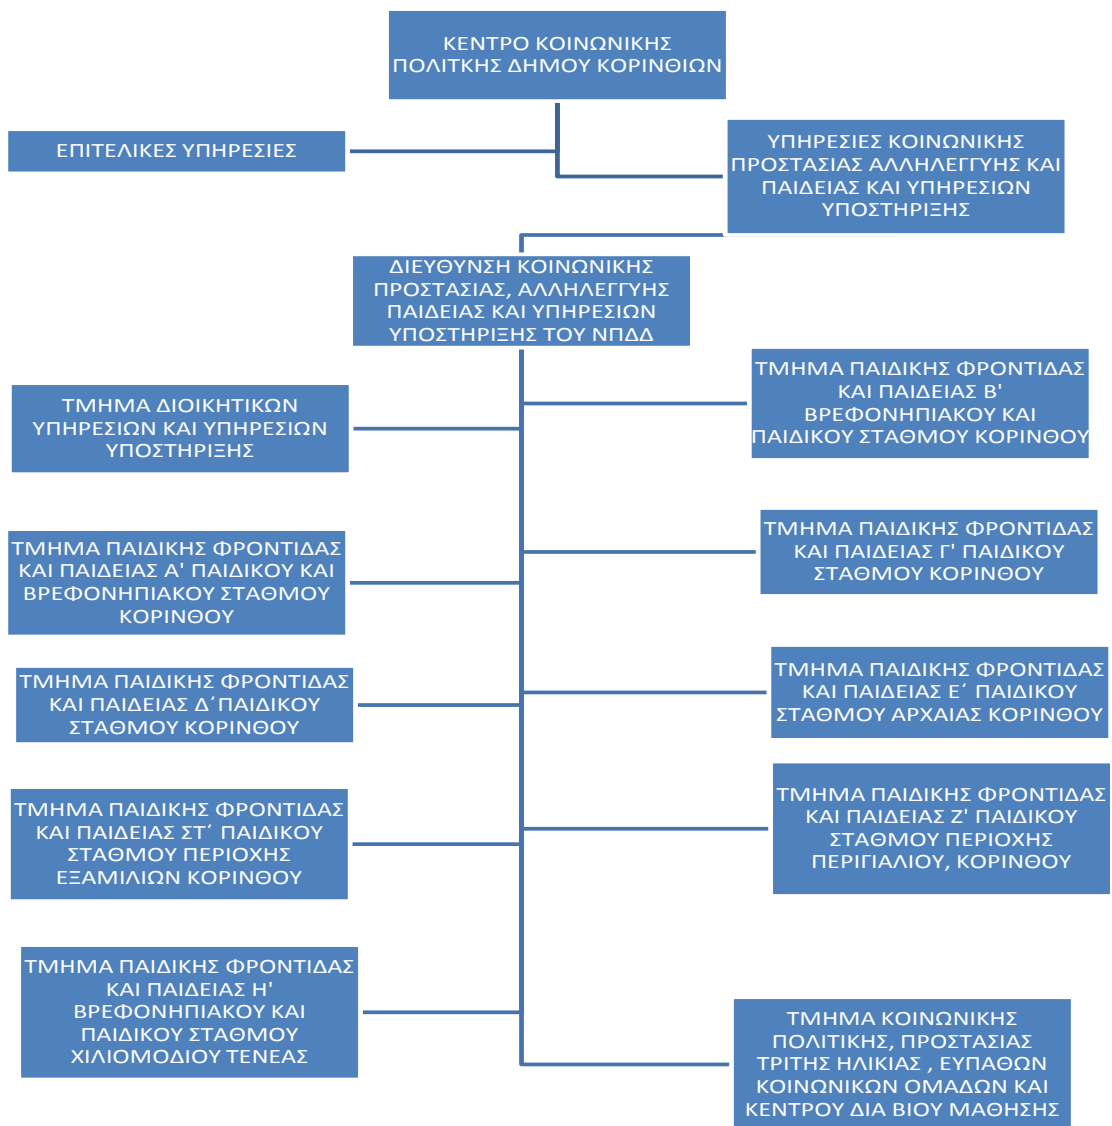 ΚΕΝΤΡΟ ΚΟΙΝΩΝΙΚΗΣ
ΠΟΛΙΤΚΗΣ ΔΗΜΟΥ ΚΟΡΙΝΘΙΩΝ
ΕΠΙΤΕΛΙΚΕΣ ΥΠΗΡΕΣΙΕΣ
ΥΠΗΡΕΣΙΕΣ ΚΟΙΝΩΝΙΚΗΣ
ΠΡΟΣΤΑΣΙΑΣ ΑΛΛΗΛΕΓΓΥΗΣ ΚΑΙ
ΠΑΙΔΕΙΑΣ ΚΑΙ ΥΠΗΡΕΣΙΩΝ
ΥΠΟΣΤΗΡΙΞΗΣ
ΔΙΕΥΘΥΝΣΗ ΚΟΙΝΩΝΙΚΗΣ
ΠΡΟΣΤΑΣΙΑΣ, ΑΛΛΗΛΕΓΓΥΗΣ
ΠΑΙΔΕΙΑΣ ΚΑΙ ΥΠΗΡΕΣΙΩΝ
ΥΠΟΣΤΗΡΙΞΗΣ ΤΟΥ ΝΠΔΔ
ΤΜΗΜΑ ΔΙΟΙΚΗΤΙΚΩΝ
ΥΠΗΡΕΣΙΩΝ ΚΑΙ ΥΠΗΡΕΣΙΩΝ
ΥΠΟΣΤΗΡΙΞΗΣ
ΤΜΗΜΑ ΠΑΙΔΙΚΗΣ ΦΡΟΝΤΙΔΑΣ
ΚΑΙ ΠΑΙΔΕΙΑΣ Β'
ΒΡΕΦΟΝΗΠΙΑΚΟΥ ΚΑΙ
ΠΑΙΔΙΚΟΥ ΣΤΑΘΜΟΥ ΚΟΡΙΝΘΟΥ
ΤΜΗΜΑ ΠΑΙΔΙΚΗΣ ΦΡΟΝΤΙΔΑΣ
ΚΑΙ ΠΑΙΔΕΙΑΣ Α' ΠΑΙΔΙΚΟΥ ΚΑΙ
ΒΡΕΦΟΝΗΠΙΑΚΟΥ ΣΤΑΘΜΟΥ
ΚΟΡΙΝΘΟΥ
ΤΜΗΜΑ ΠΑΙΔΙΚΗΣ ΦΡΟΝΤΙΔΑΣ
ΚΑΙ ΠΑΙΔΕΙΑΣ Γ' ΠΑΙΔΙΚΟΥ
ΣΤΑΘΜΟΥ ΚΟΡΙΝΘΟΥ
ΤΜΗΜΑ ΠΑΙΔΙΚΗΣ ΦΡΟΝΤΙΔΑΣ
ΚΑΙ ΠΑΙΔΕΙΑΣ Δ΄ΠΑΙΔΙΚΟΥ
ΣΤΑΘΜΟΥ ΚΟΡΙΝΘΟΥ
ΤΜΗΜΑ ΠΑΙΔΙΚΗΣ ΦΡΟΝΤΙΔΑΣ
ΚΑΙ ΠΑΙΔΕΙΑΣ Ε΄ ΠΑΙΔΙΚΟΥ
ΣΤΑΘΜΟΥ ΑΡΧΑΙΑΣ ΚΟΡΙΝΘΟΥ
ΤΜΗΜΑ ΠΑΙΔΙΚΗΣ ΦΡΟΝΤΙΔΑΣ
ΚΑΙ ΠΑΙΔΕΙΑΣ ΣΤ΄ ΠΑΙΔΙΚΟΥ
ΣΤΑΘΜΟΥ ΠΕΡΙΟΧΗΣ
ΕΞΑΜΙΛΙΩΝ ΚΟΡΙΝΘΟΥ
ΤΜΗΜΑ ΠΑΙΔΙΚΗΣ ΦΡΟΝΤΙΔΑΣ
ΚΑΙ ΠΑΙΔΕΙΑΣ Ζ' ΠΑΙΔΙΚΟΥ
ΣΤΑΘΜΟΥ ΠΕΡΙΟΧΗΣ
ΠΕΡΙΓΙΑΛΙΟΥ, ΚΟΡΙΝΘΟΥ
ΤΜΗΜΑ ΠΑΙΔΙΚΗΣ ΦΡΟΝΤΙΔΑΣ
ΚΑΙ ΠΑΙΔΕΙΑΣ Η'
ΒΡΕΦΟΝΗΠΙΑΚΟΥ ΚΑΙ
ΠΑΙΔΙΚΟΥ ΣΤΑΘΜΟΥ
ΧΙΛΙΟΜΟΔΙΟΥ ΤΕΝΕΑΣ
ΤΜΗΜΑ ΚΟΙΝΩΝΙΚΗΣ
ΠΟΛΙΤΙΚΗΣ, ΠΡΟΣΤΑΣΙΑΣ
ΤΡΙΤΗΣ ΗΛΙΚΙΑΣ , ΕΥΠΑΘΩΝ
ΚΟΙΝΩΝΙΚΩΝ ΟΜΑΔΩΝ ΚΑΙ
ΚΕΝΤΡΟΥ ΔΙΑ ΒΙΟΥ ΜΑΘΗΣΗΣ